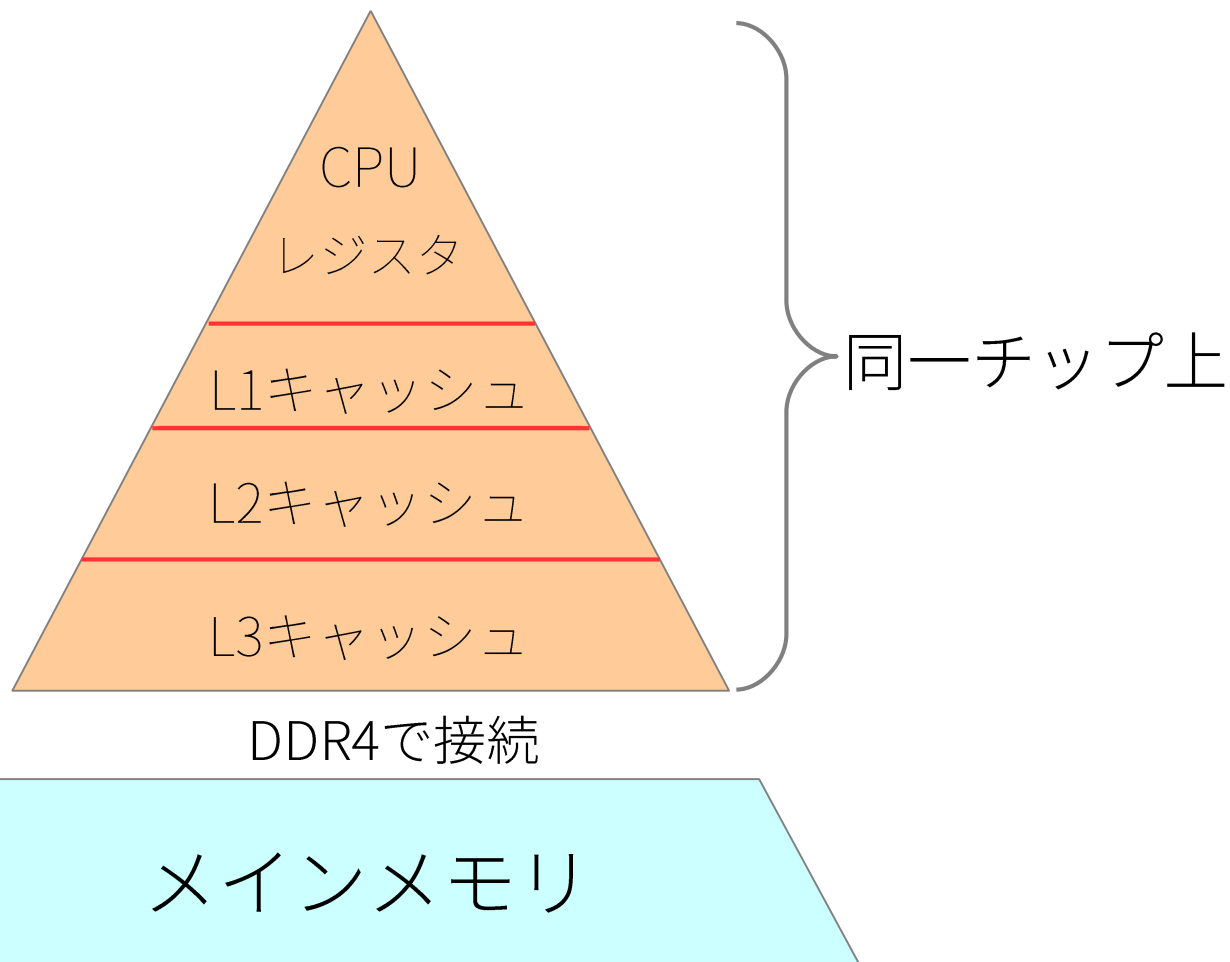 CPU
レジスタ
L1キャッシュ
同一チップ上
L2キャッシュ
L3キャッシュ
DDR4で接続
メインメモリ